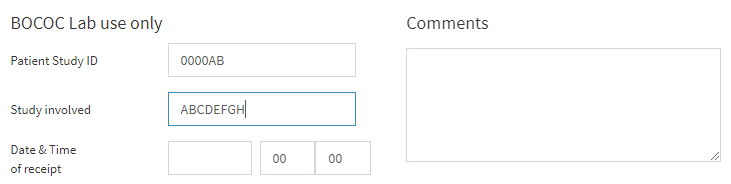 BOCOC Lab use only
Comments
Patient Study ID
0000AB
Study involved
ABCDEFGH
Date & Time
of receipt
00
00